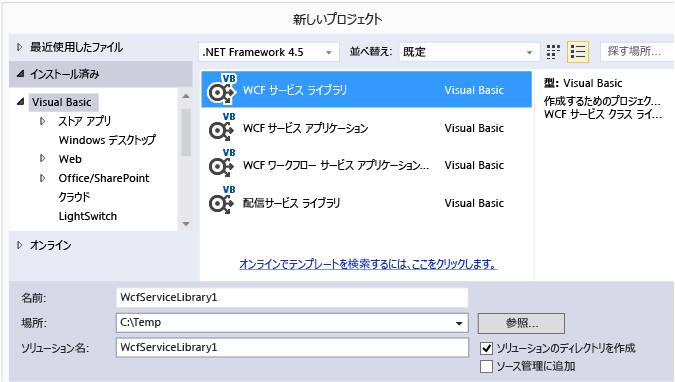 新しいプロジェクト
最近使用したファイル
.NET Framework 4.5
並べ替え: 既定
探す場所...
インストール済み
Visual Basic
ストア アプリ
Windows デスクトップ
Web
Office/SharePoint
クラウド
LightSwitch
オンライン
VB
WCF サービス ライブラリ Visual Basic
VB
WCF サービス アプリケーション Visual Basic
VB
WCF ワークフロー サービス アプリケーション... Visual Basic
VB
配信サービス ライブラリ Visual Basic
オンラインでテンプレートを検索するには、ここをクリックします。
型: Visual Basic
作成するためのプロジェク...
WCF サービス クラス ライ...
名前: WcfServiceLibrary1
場所: C:\Temp 参照...
ソリューション名: WcfServiceLibrary1
ソリューションのディレクトリを作成
ソース管理に追加